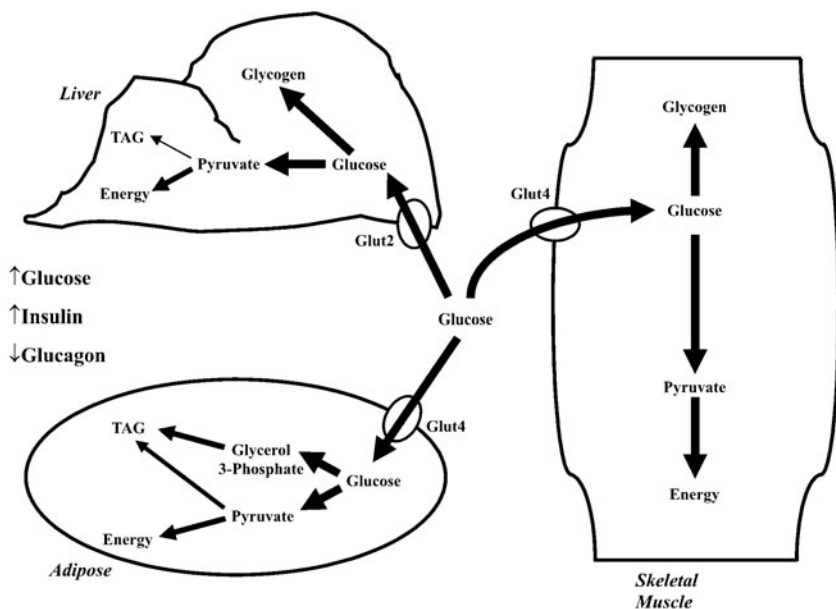 Liver
Glycogen
TAG
Pyruvate
Glucose
Energy
Glut2
↑Glucose
↑Insulin
↓Glucagon
Glucose
Glut4
Glycogen
Glucose
Pyruvate
Energy
Skeletal
Muscle
Glut4
TAG
Glycerol
3-Phosphate
Glucose
Pyruvate
Energy
Adipose